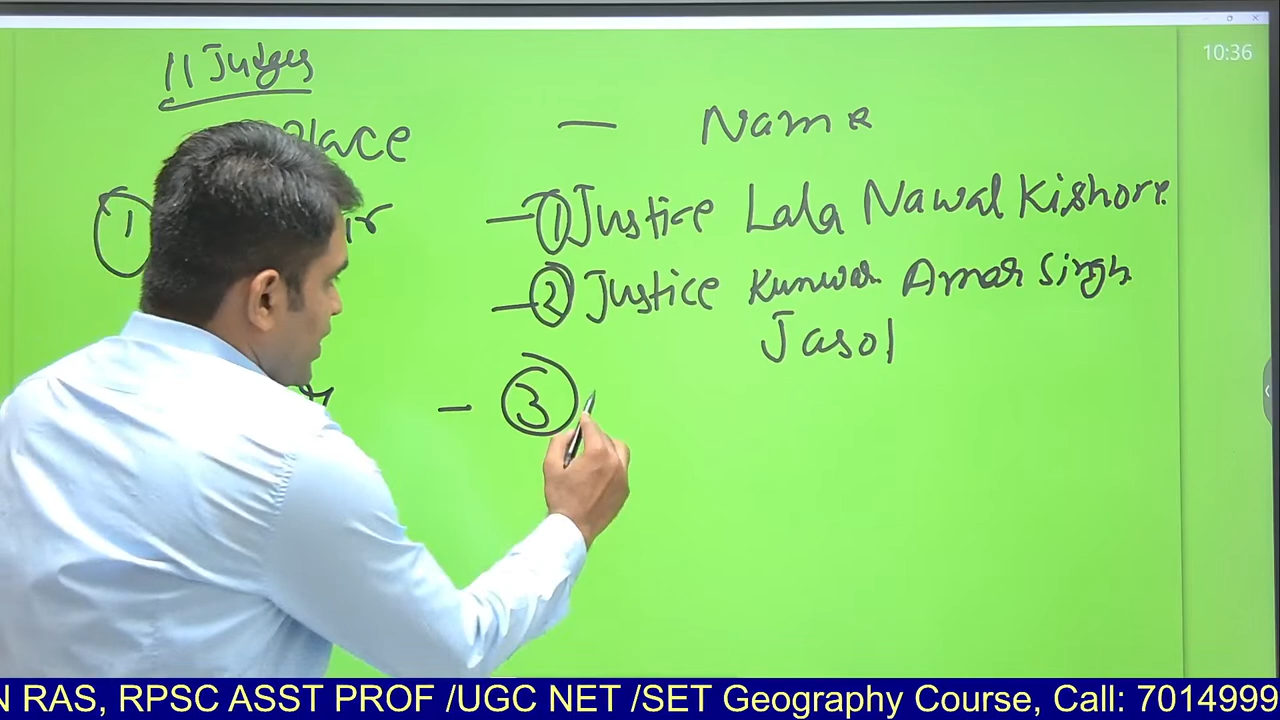 11 Judges
10:36
Place — Name
1 — 1 Justice Lala Nawal Kishore
— 2 Justice Kunwar Amar Singh
Jasol
— 3
N RAS, RPSC ASST PROF /UGC NET /SET Geography Course, Call: 7014999